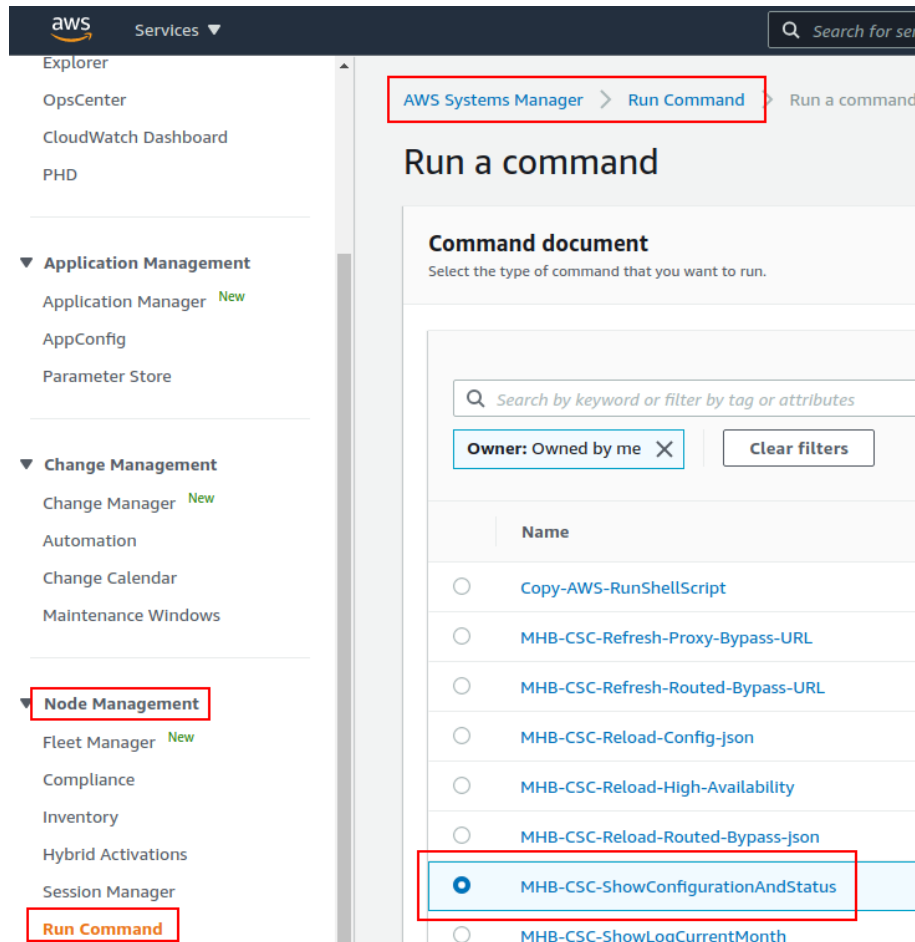 aws
Services ▼
Search for ser
Explorer
OpsCenter
CloudWatch Dashboard
PHD
▼ Application Management
Application Manager New
AppConfig
Parameter Store
▼ Change Management
Change Manager New
Automation
Change Calendar
Maintenance Windows
▼ Node Management
Fleet Manager New
Compliance
Inventory
Hybrid Activations
Session Manager
Run Command
AWS Systems Manager > Run Command > Run a command
Run a command
Command document
Select the type of command that you want to run.
Search by keyword or filter by tag or attributes
Owner: Owned by me ✕
Clear filters
Name
Copy-AWS-RunShellScript
MHB-CSC-Refresh-Proxy-Bypass-URL
MHB-CSC-Refresh-Routed-Bypass-URL
MHB-CSC-Reload-Config-json
MHB-CSC-Reload-High-Availability
MHB-CSC-Reload-Routed-Bypass-json
MHB-CSC-ShowConfigurationAndStatus
MHB-CSC-ShowLogCurrentMonth